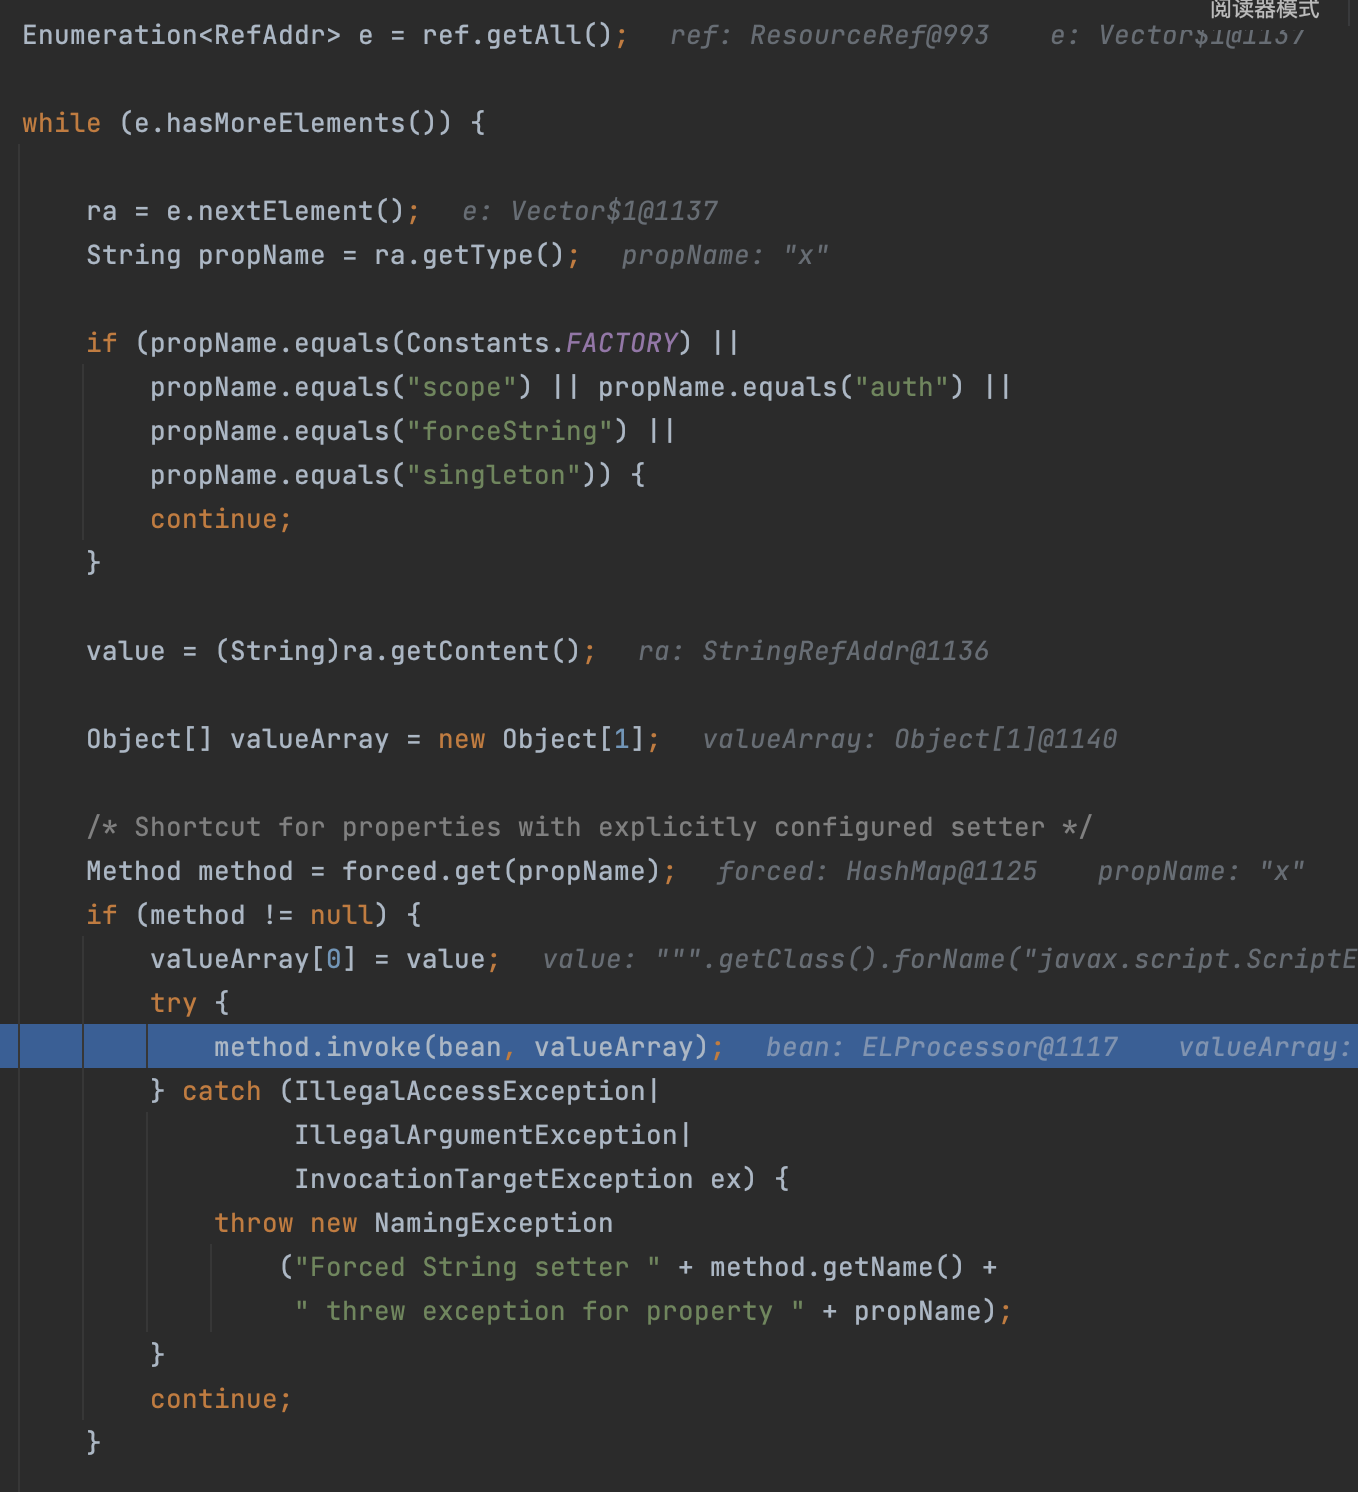 阅读器模式
Enumeration<RefAddr> e = ref.getAll(); ref: ResourceRef@993 e: Vector$1@1137
while (e.hasMoreElements()) {
ra = e.nextElement(); e: Vector$1@1137
String propName = ra.getType(); propName: "x"
if (propName.equals(Constants.FACTORY) ||
propName.equals("scope") || propName.equals("auth") ||
propName.equals("forceString") ||
propName.equals("singleton")) {
continue;
}
value = (String)ra.getContent(); ra: StringRefAddr@1136
Object[] valueArray = new Object[1]; valueArray: Object[1]@1140
/* Shortcut for properties with explicitly configured setter */
Method method = forced.get(propName); forced: HashMap@1125 propName: "x"
if (method != null) {
valueArray[0] = value; value: """.getClass().forName("javax.script.ScriptE
try {
method.invoke(bean, valueArray); bean: ELProcessor@1117 valueArray:
} catch (IllegalAccessException|
IllegalArgumentException|
InvocationTargetException ex) {
throw new NamingException
("Forced String setter " + method.getName() +
" threw exception for property " + propName);
}
continue;
}